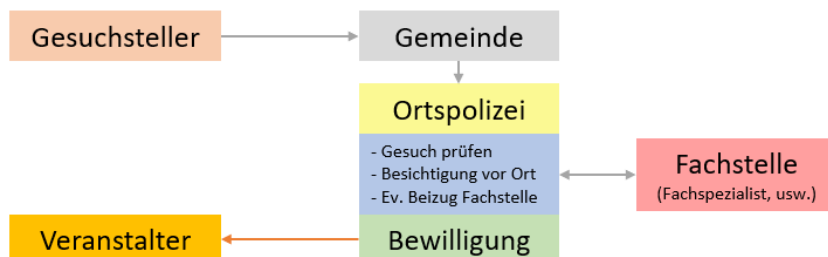 Gesuchsteller
Gemeinde
Ortspolizei
- Gesuch prüfen
- Besichtigung vor Ort
- Ev. Beizug Fachstelle
Fachstelle
(Fachspezialist, usw.)
Veranstalter
Bewilligung